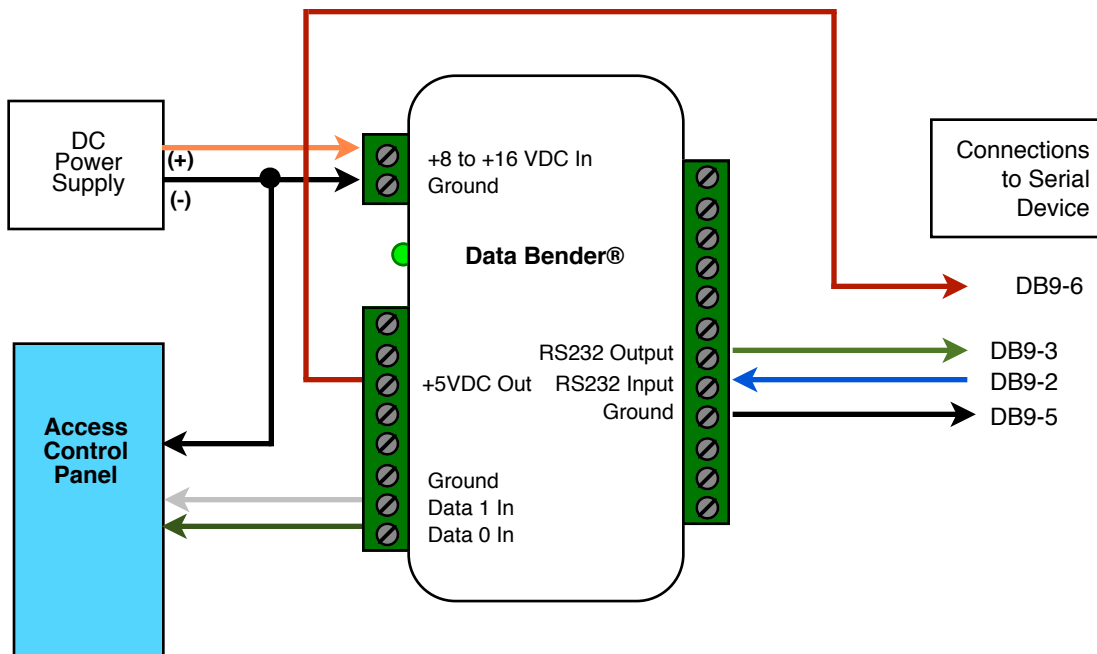 DC
Power
Supply
(+)
(-)
+8 to +16 VDC In
Ground
Data Bender®
Connections
to Serial
Device
DB9-6
RS232 Output
DB9-3
+5VDC Out
RS232 Input
DB9-2
Ground
DB9-5
Access
Control
Panel
Ground
Data 1 In
Data 0 In